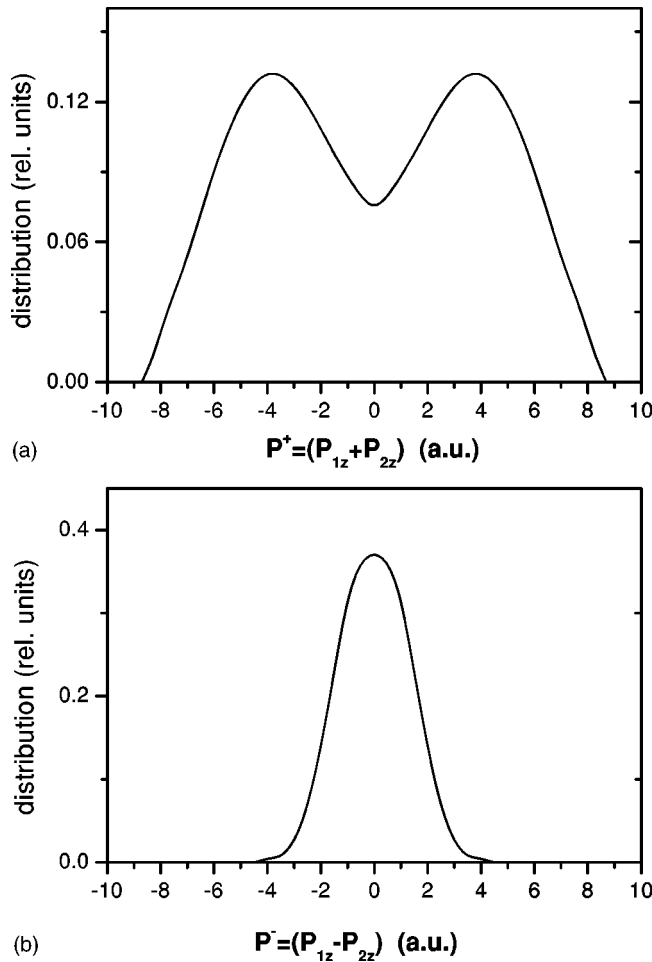 distribution (rel. units)
0.12
0.06
0.00
-10 -8 -6 -4 -2 0 2 4 6 8 10
(a) P⁺=(P₁z+P₂z) (a.u.)
distribution (rel. units)
0.4
0.2
0.0
-10 -8 -6 -4 -2 0 2 4 6 8 10
(b) P⁻=(P₁z-P₂z) (a.u.)